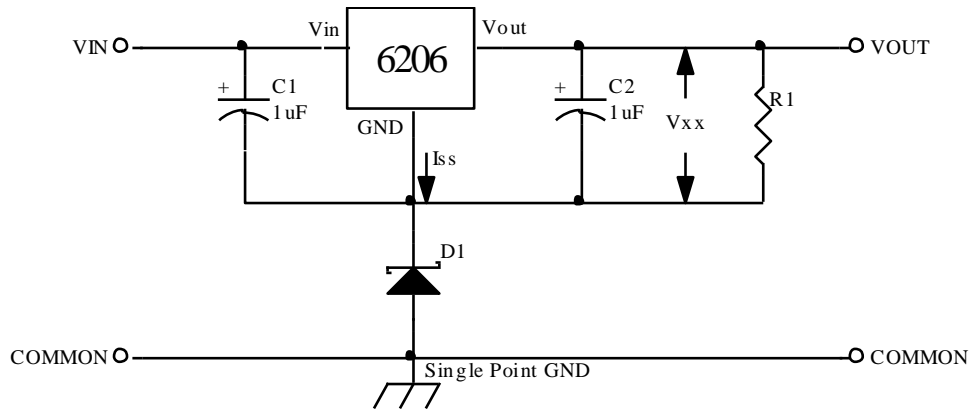 VIN
Vin
6206
Vout
VOUT
+
C1
1uF
GND
+
C2
1uF
Vxx
R1
Iss
D1
COMMON
COMMON
Single Point GND